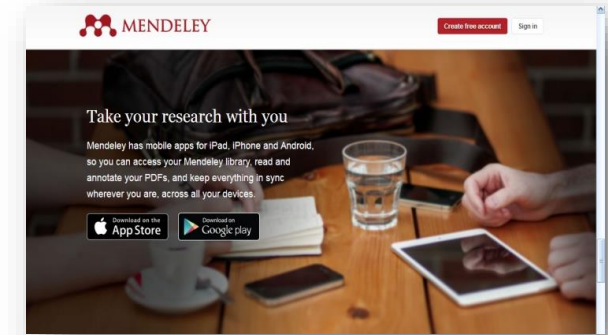 MENDELEY
Create free account
Sign in
Take your research with you
Mendeley has mobile apps for iPad, iPhone and Android,
so you can access your Mendeley library, read and
annotate your PDFs, and keep everything in sync
wherever you are, across all your devices.
Download on the
App Store
Download on
Google play